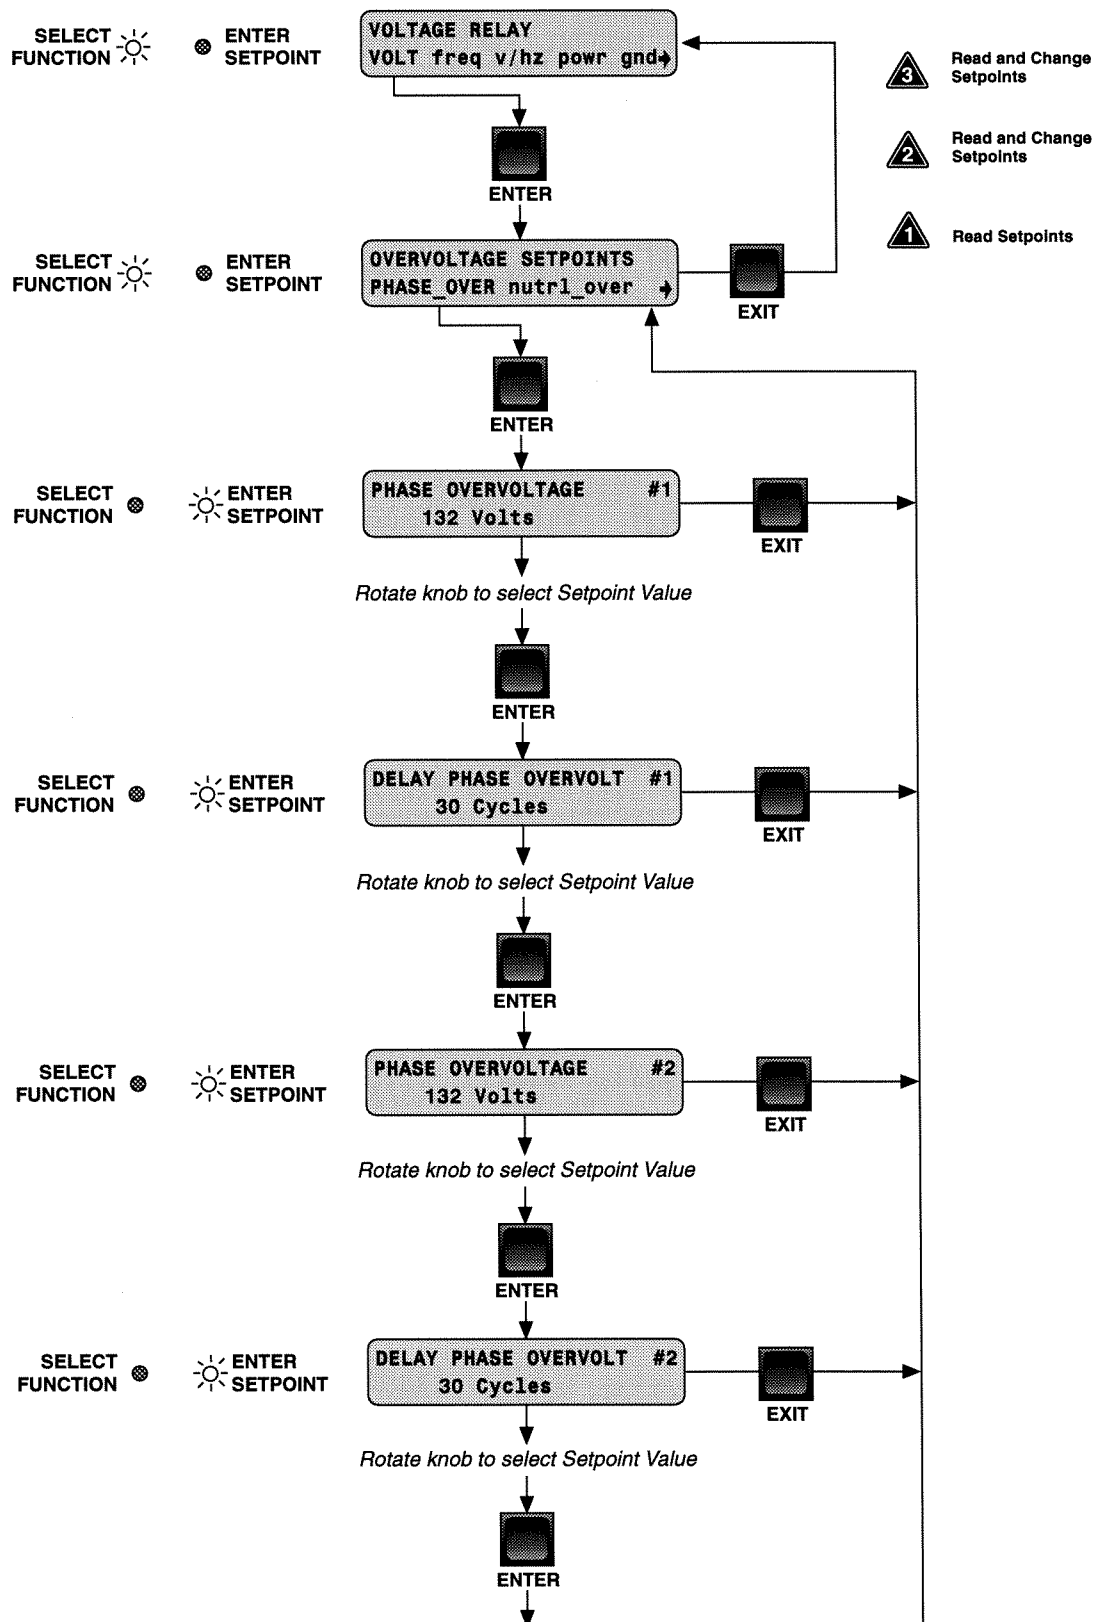 SELECT
FUNCTION
ENTER
SETPOINT
VOLTAGE RELAY
VOLT freq v/hz powr gnd→
3
Read and Change
Setpoints
2
Read and Change
Setpoints
1
Read Setpoints
ENTER
SELECT
FUNCTION
ENTER
SETPOINT
OVERVOLTAGE SETPOINTS
PHASE_OVER nutrl_over →
EXIT
ENTER
SELECT
FUNCTION
ENTER
SETPOINT
PHASE OVERVOLTAGE #1
132 Volts
EXIT
Rotate knob to select Setpoint Value
ENTER
SELECT
FUNCTION
ENTER
SETPOINT
DELAY PHASE OVERVOLT #1
30 Cycles
EXIT
Rotate knob to select Setpoint Value
ENTER
SELECT
FUNCTION
ENTER
SETPOINT
PHASE OVERVOLTAGE #2
132 Volts
EXIT
Rotate knob to select Setpoint Value
ENTER
SELECT
FUNCTION
ENTER
SETPOINT
DELAY PHASE OVERVOLT #2
30 Cycles
EXIT
Rotate knob to select Setpoint Value
ENTER